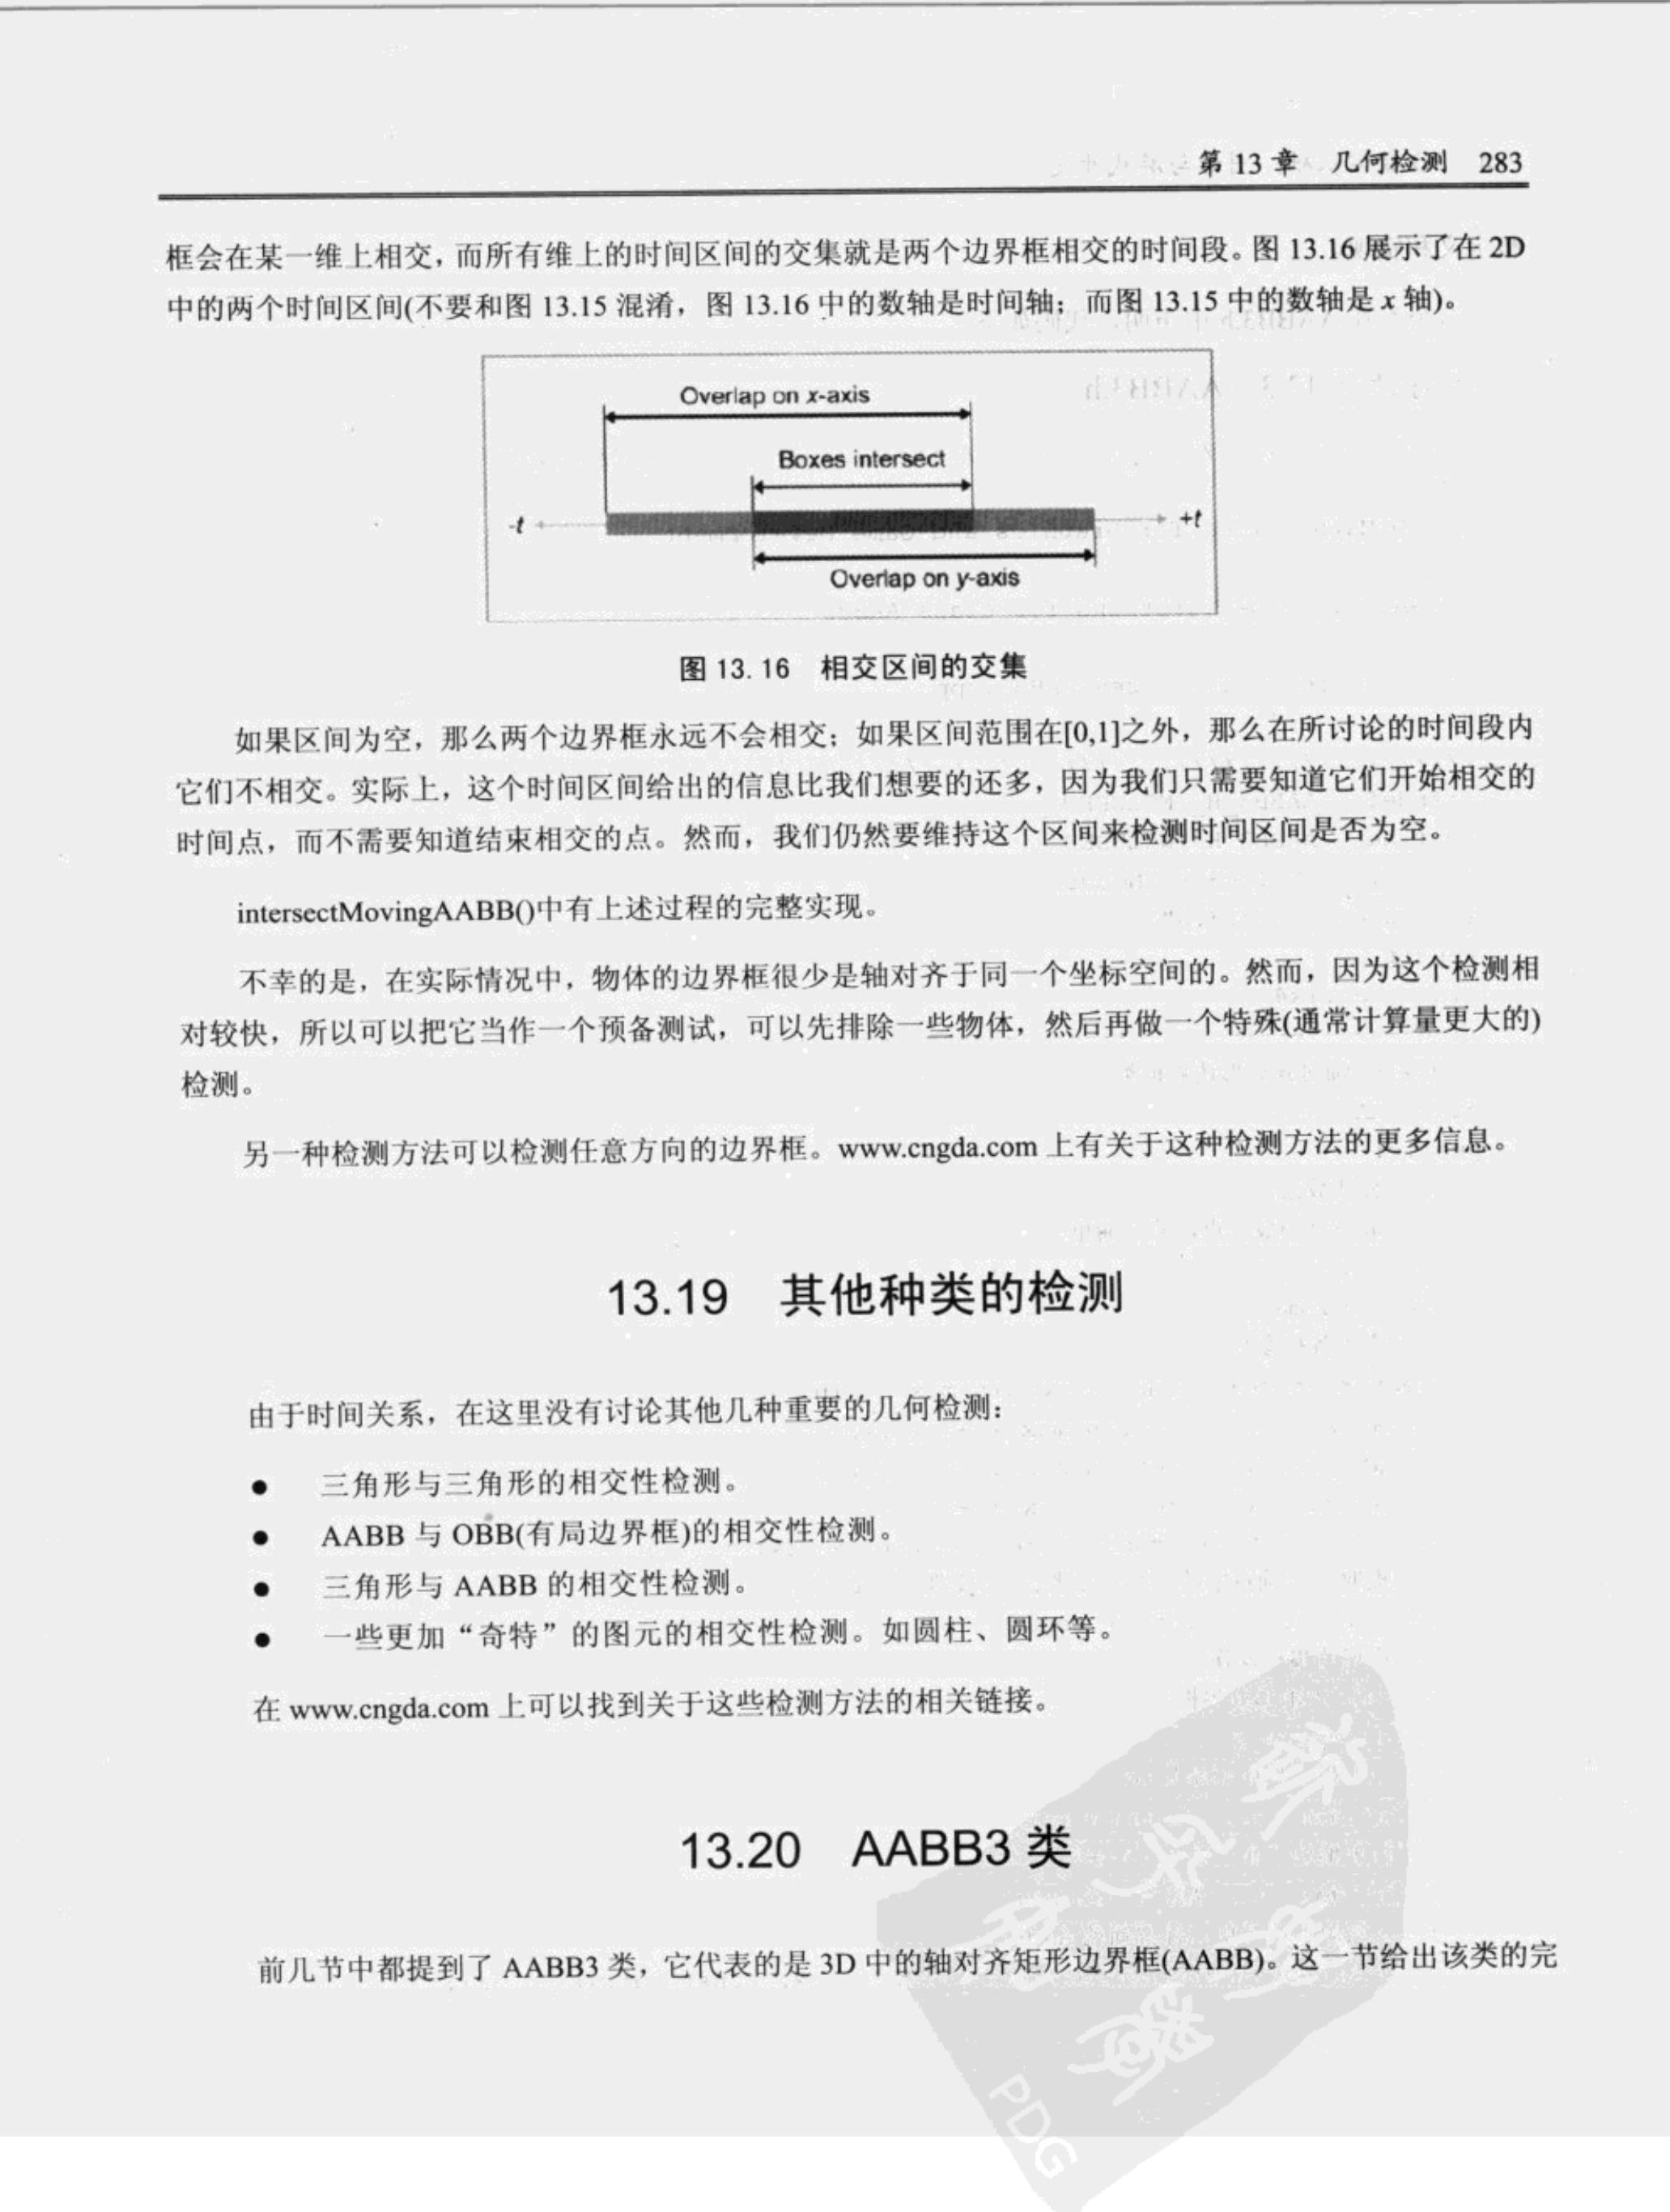 第 13 章 几何检测 283
框会在某一维上相交，而所有维上的时间区间的交集就是两个边界框相交的时间段。图 13.16 展示了在 2D
中的两个时间区间(不要和图 13.15 混淆，图 13.16 中的数轴是时间轴；而图 13.15 中的数轴是 x 轴)。
Overlap on x-axis
Boxes intersect
-t
+t
Overlap on y-axis
图 13.16 相交区间的交集
如果区间为空，那么两个边界框永远不会相交；如果区间范围在[0,1]之外，那么在所讨论的时间段内
它们不相交。实际上，这个时间区间给出的信息比我们想要的还多，因为我们只需要知道它们开始相交的
时间点，而不需要知道结束相交的点。然而，我们仍然要维持这个区间来检测时间区间是否为空。
intersectMovingAABB()中有上述过程的完整实现。
不幸的是，在实际情况中，物体的边界框很少是轴对齐于同一个坐标空间的。然而，因为这个检测相
对较快，所以可以把它当作一个预备测试，可以先排除一些物体，然后再做一个特殊(通常计算量更大的)
检测。
另一种检测方法可以检测任意方向的边界框。www.cngda.com 上有关于这种检测方法的更多信息。
13.19 其他种类的检测
由于时间关系，在这里没有讨论其他几种重要的几何检测：
● 三角形与三角形的相交性检测。
● AABB 与 OBB(有局边界框)的相交性检测。
● 三角形与 AABB 的相交性检测。
● 一些更加“奇特”的图元的相交性检测。如圆柱、圆环等。
在 www.cngda.com 上可以找到关于这些检测方法的相关链接。
13.20 AABB3 类
前几节中都提到了 AABB3 类，它代表的是 3D 中的轴对齐矩形边界框(AABB)。这一节给出该类的完
PDG